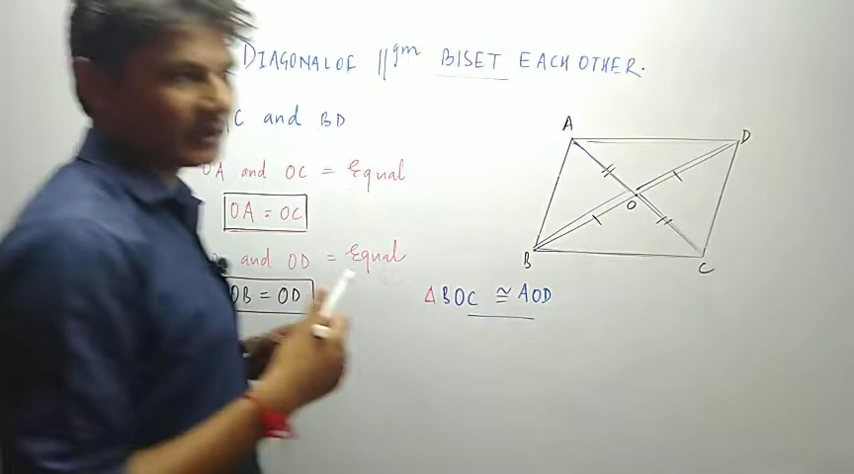 DIAGONAL OF ||gm BISET EACH OTHER.
C and BD
OA and OC = Equal
OA = OC
and OD = Equal
OB = OD
Δ BOC ≅ AOD
A
D
O
B
C